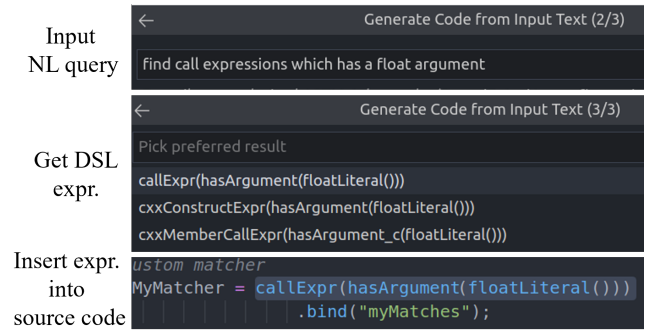 Input
NL query
← Generate Code from Input Text (2/3)
find call expressions which has a float argument
Get DSL
expr.
← Generate Code from Input Text (3/3)
Pick preferred result
callExpr(hasArgument(floatLiteral()))
cxxConstructExpr(hasArgument(floatLiteral()))
cxxMemberCallExpr(hasArgument_c(floatLiteral()))
Insert expr.
into
source code
ustom matcher
MyMatcher = callExpr(hasArgument(floatLiteral()))
.bind("myMatches");